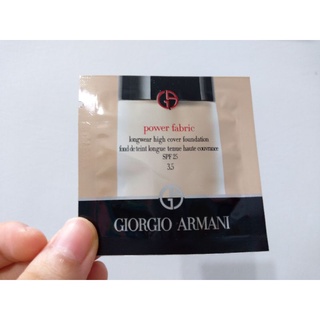 power fabric
longwear high cover foundation
fond de teint longue tenue haute couvrance
SPF 25
3.5
GIORGIO ARMANI